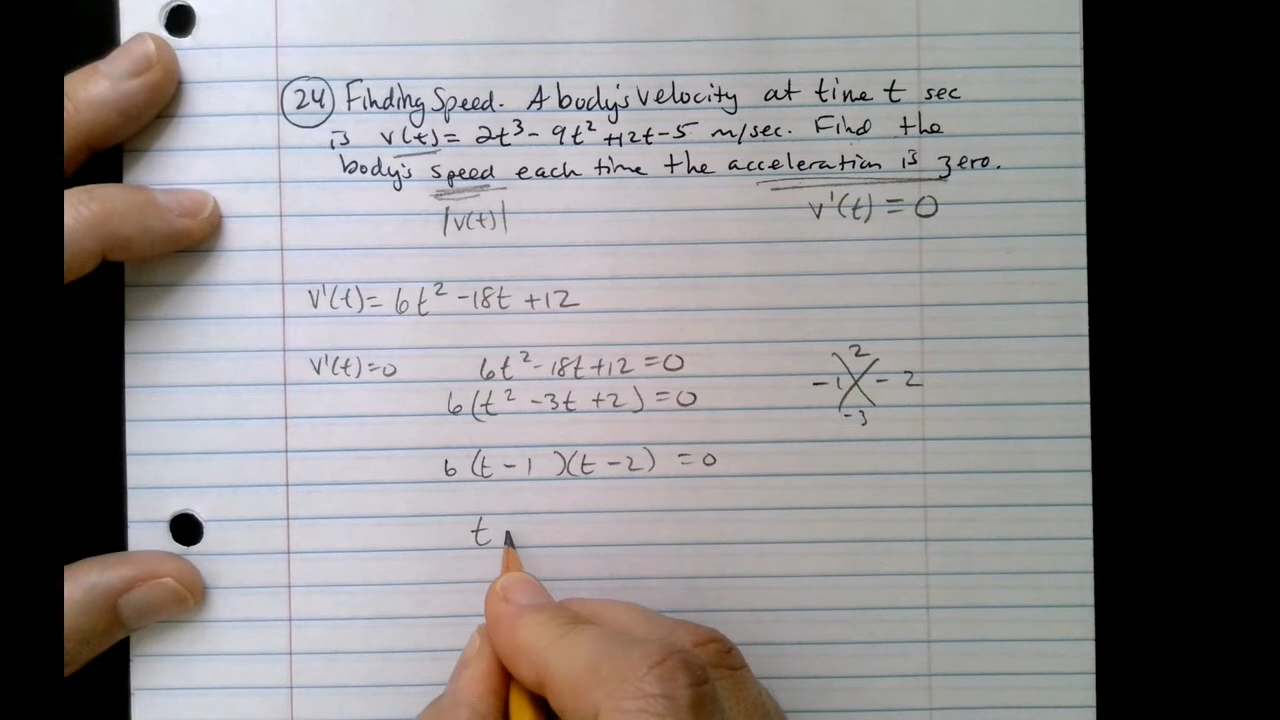 24 Finding Speed. A body's velocity at time t sec
is v(t) = 2t³ - 9t² + 12t - 5 m/sec. Find the
body's speed each time the acceleration is zero.
|v(t)| v'(t) = 0
v'(t) = 6t² - 18t + 12
v'(t) = 0 6t² - 18t + 12 = 0
6(t² - 3t + 2) = 0
2
-1 -2
-3
6(t - 1)(t - 2) = 0
t